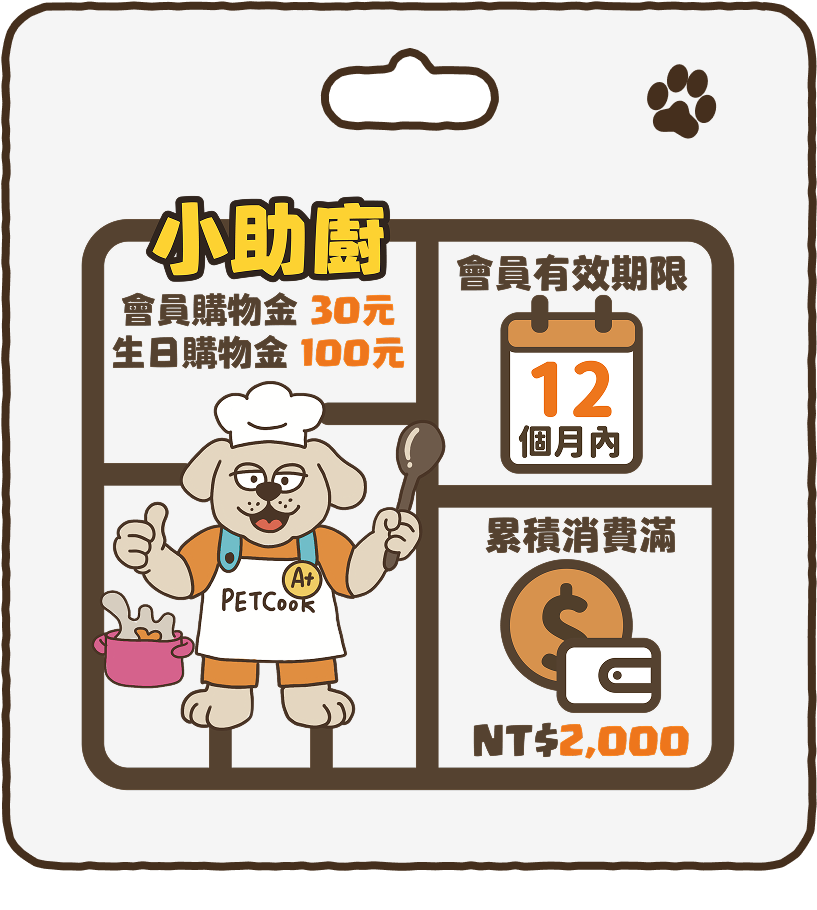 小助廚
會員購物金 30元
生日購物金 100元
A+
PETCOOK
會員有效期限
12
個月內
累積消費滿
$
NT$2,000